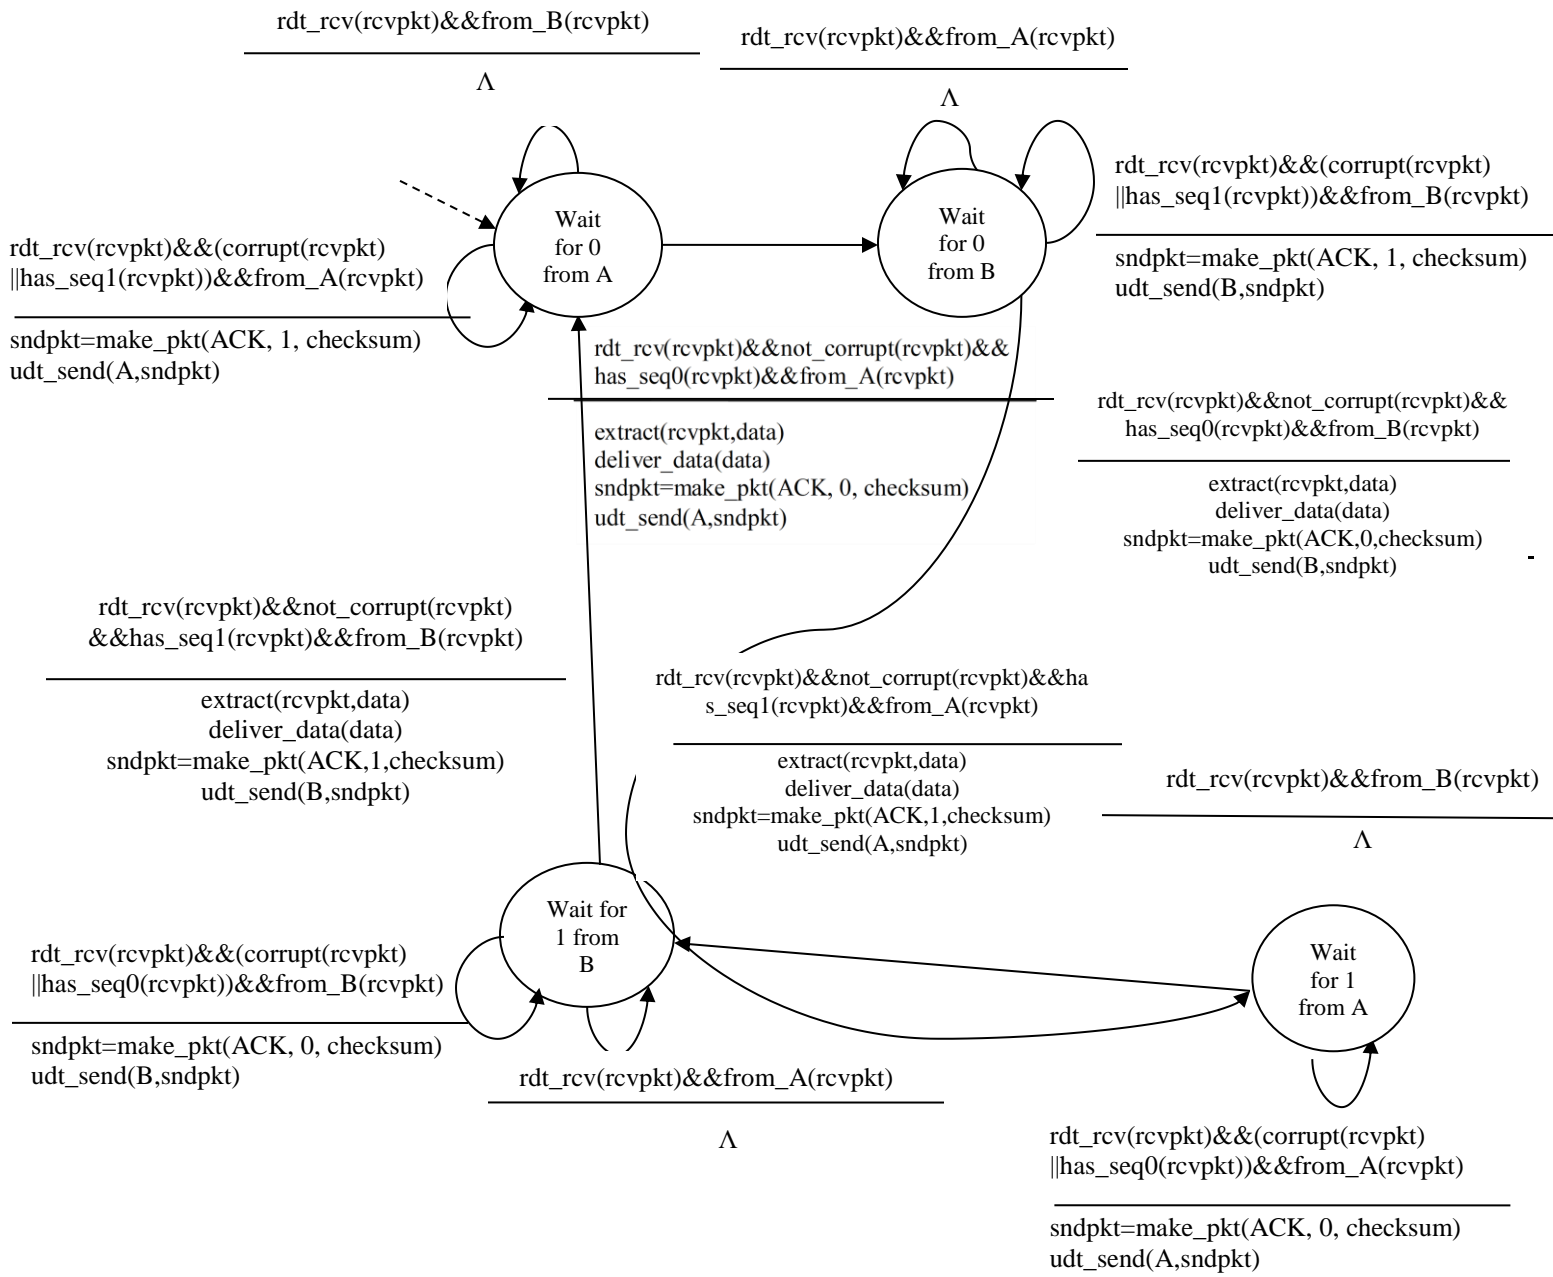 rdt_rcv(rcvpkt)&&from_B(rcvpkt)
Λ
rdt_rcv(rcvpkt)&&from_A(rcvpkt)
Λ
Wait
for 0
from A
Wait
for 0
from B
rdt_rcv(rcvpkt)&&(corrupt(rcvpkt)
||has_seq1(rcvpkt))&&from_B(rcvpkt)
sndpkt=make_pkt(ACK, 1, checksum)
udt_send(B,sndpkt)
rdt_rcv(rcvpkt)&&(corrupt(rcvpkt)
||has_seq1(rcvpkt))&&from_A(rcvpkt)
sndpkt=make_pkt(ACK, 1, checksum)
udt_send(A,sndpkt)
rdt_rcv(rcvpkt)&&not_corrupt(rcvpkt)&&
has_seq0(rcvpkt)&&from_A(rcvpkt)
extract(rcvpkt,data)
deliver_data(data)
sndpkt=make_pkt(ACK, 0, checksum)
udt_send(A,sndpkt)
rdt_rcv(rcvpkt)&&not_corrupt(rcvpkt)&&
has_seq0(rcvpkt)&&from_B(rcvpkt)
extract(rcvpkt,data)
deliver_data(data)
sndpkt=make_pkt(ACK,0,checksum)
udt_send(B,sndpkt)
rdt_rcv(rcvpkt)&&not_corrupt(rcvpkt)
&&has_seq1(rcvpkt)&&from_B(rcvpkt)
extract(rcvpkt,data)
deliver_data(data)
sndpkt=make_pkt(ACK,1,checksum)
udt_send(B,sndpkt)
rdt_rcv(rcvpkt)&&not_corrupt(rcvpkt)&&ha
s_seq1(rcvpkt)&&from_A(rcvpkt)
extract(rcvpkt,data)
deliver_data(data)
sndpkt=make_pkt(ACK,1,checksum)
udt_send(A,sndpkt)
rdt_rcv(rcvpkt)&&from_B(rcvpkt)
Λ
Wait for
1 from
B
Wait
for 1
from A
rdt_rcv(rcvpkt)&&(corrupt(rcvpkt)
||has_seq0(rcvpkt))&&from_B(rcvpkt)
sndpkt=make_pkt(ACK, 0, checksum)
udt_send(B,sndpkt)
rdt_rcv(rcvpkt)&&from_A(rcvpkt)
Λ
rdt_rcv(rcvpkt)&&(corrupt(rcvpkt)
||has_seq0(rcvpkt))&&from_A(rcvpkt)
sndpkt=make_pkt(ACK, 0, checksum)
udt_send(A,sndpkt)